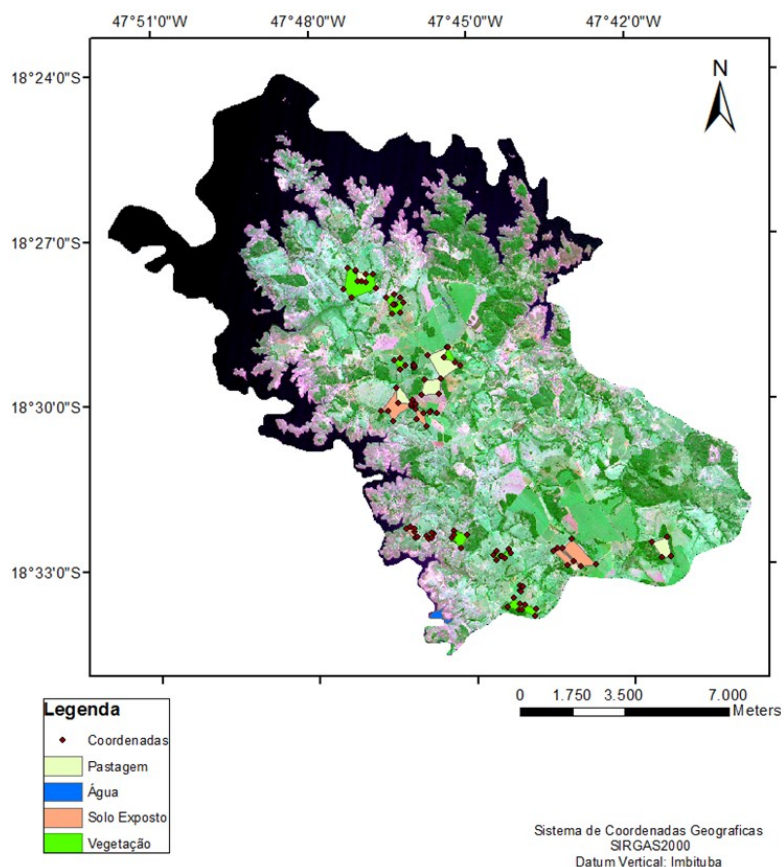 47°51'0"W 47°48'0"W 47°45'0"W 47°42'0"W
18°24'0"S
N
18°27'0"S
18°30'0"S
18°33'0"S
Legenda
Coordenadas
Pastagem
Água
Solo Exposto
Vegetação
0 1.750 3.500 7.000
Meters
Sistema de Coordenadas Geograficas
SIRGAS2000
Datum Vertical: Imbituba